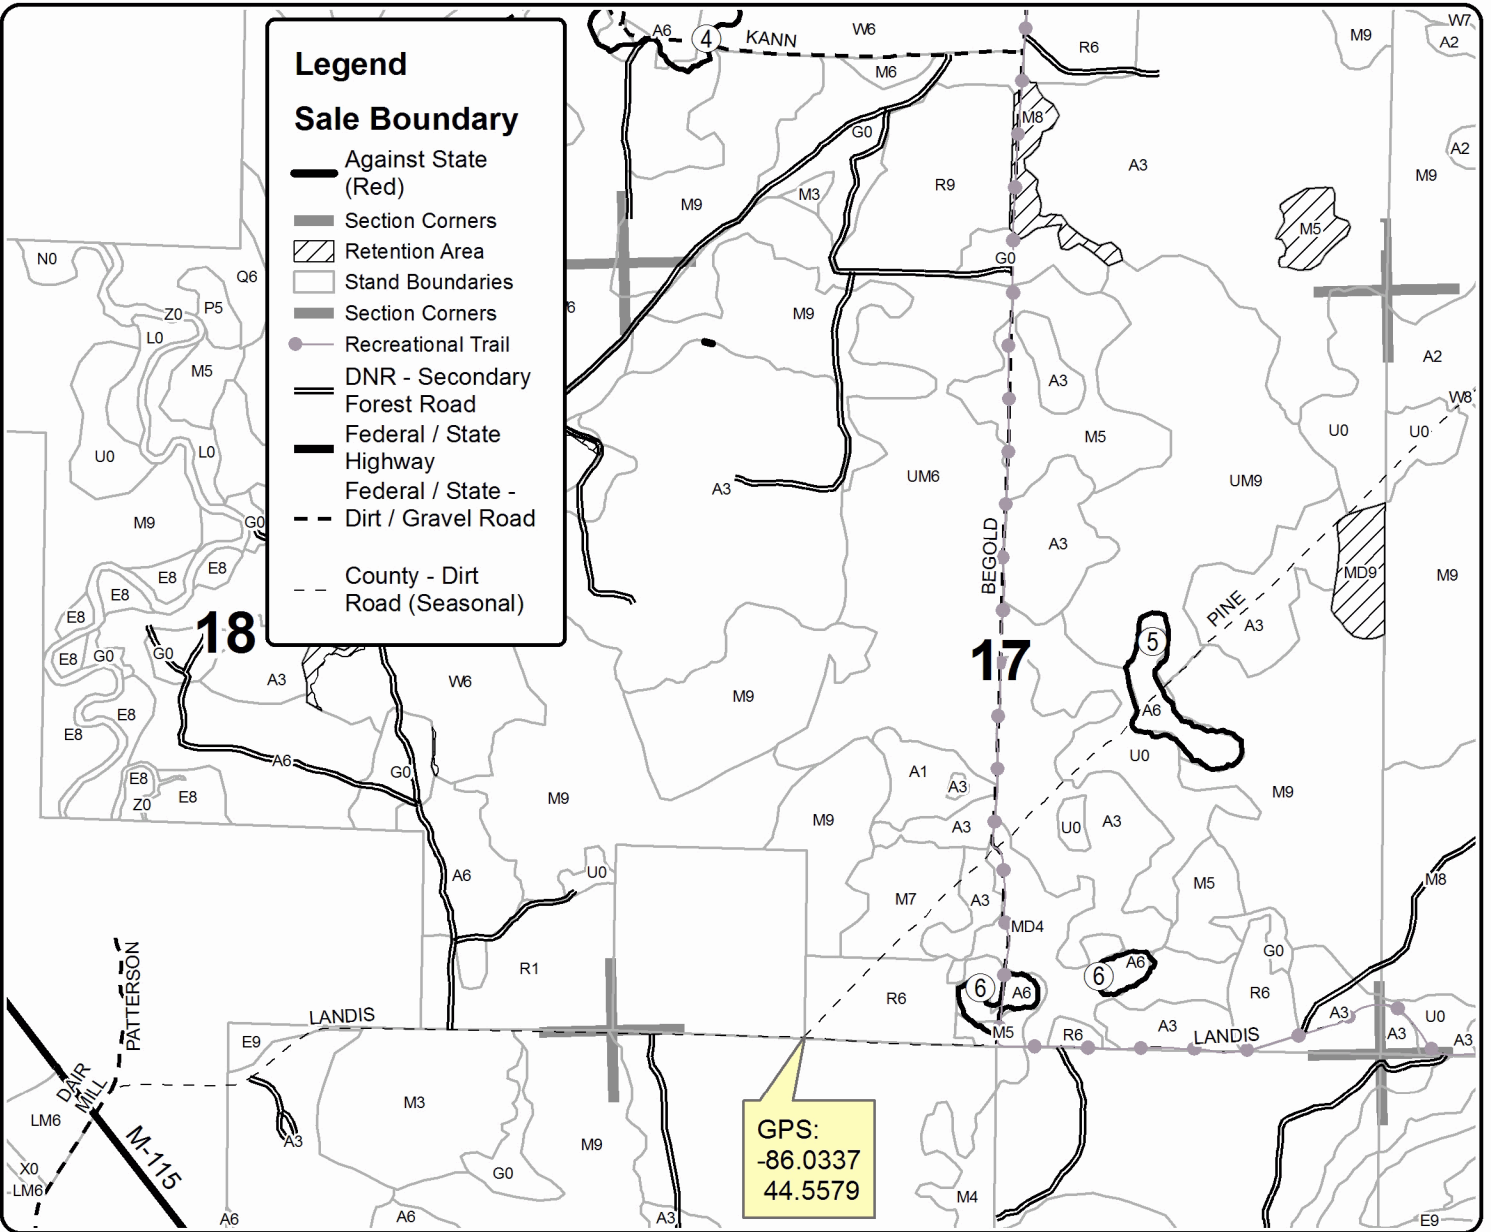 Legend
Sale Boundary
Against State
(Red)
Section Corners
Retention Area
Stand Boundaries
Section Corners
Recreational Trail
DNR - Secondary
Forest Road
Federal / State
Highway
Federal / State -
Dirt / Gravel Road
County - Dirt
Road (Seasonal)
A6
4
KANN
W6
R6
M9
W7
A2
M6
G0
M8
A3
A2
M9
M3
R9
M9
M5
N0
Q6
G0
Z0
P5
6
M9
L0
M5
A2
A3
W8
U0
L0
M5
U0
U0
A3
UM6
UM9
M9
G0
BEGOLD
A3
E8
E8
E8
MD9
M9
E8
PINE
A3
18
5
E8
G0
G0
17
A3
W6
M9
E8
A6
E8
U0
A6
G0
A1
E8
E8
A3
M9
M9
Z0
M9
A3
U0
A3
A6
U0
M5
M8
M7
A3
MD4
PATTERSON
R1
G0
A6
6
6
A6
R6
R6
LANDIS
M5
R6
A3
LANDIS
A3
U0
A3
A3
E9
DAIR
MILL
LM6
M3
M-115
A3
M9
GPS:
-86.0337
44.5579
X0
LM6
G0
M4
A6
A6
A3
E9